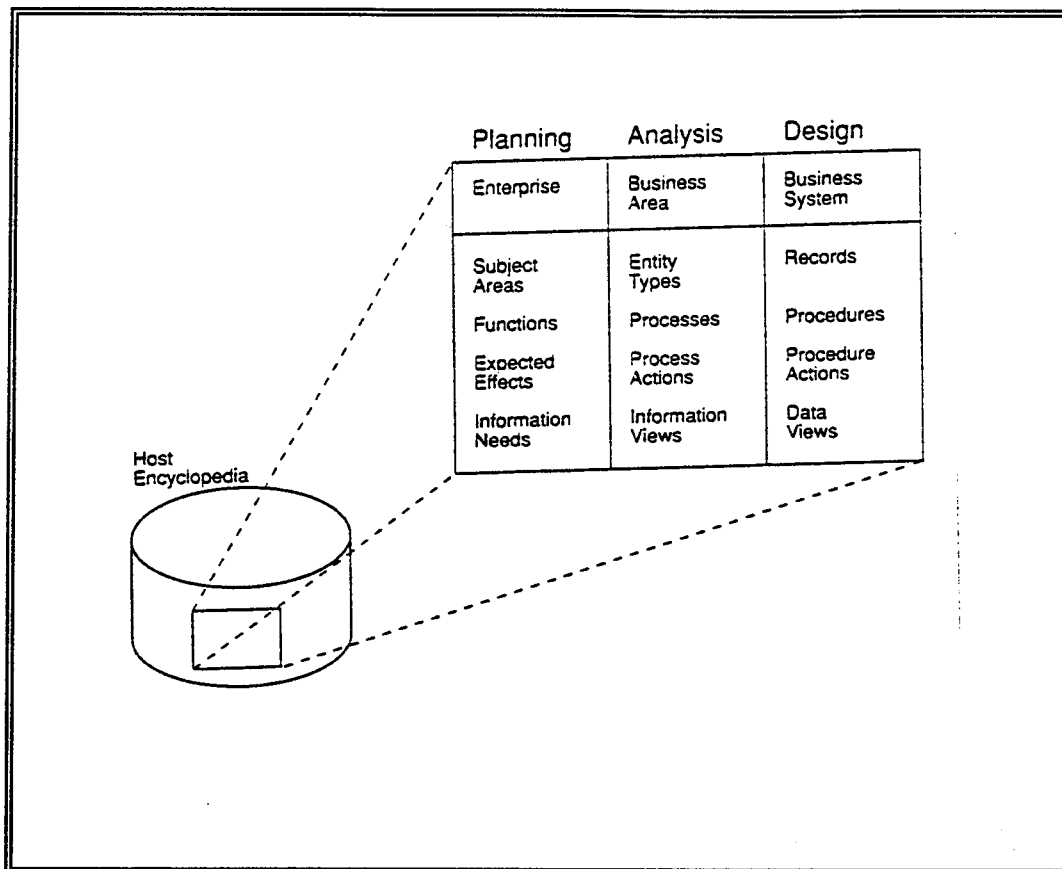 Planning Analysis Design
Enterprise Business Business
Area System
Subject Entity Records
Areas Types
Functions Processes Procedures
Expected Process Procedure
Effects Actions Actions
Information Information Data
Needs Views Views
Host
Encyclopedia